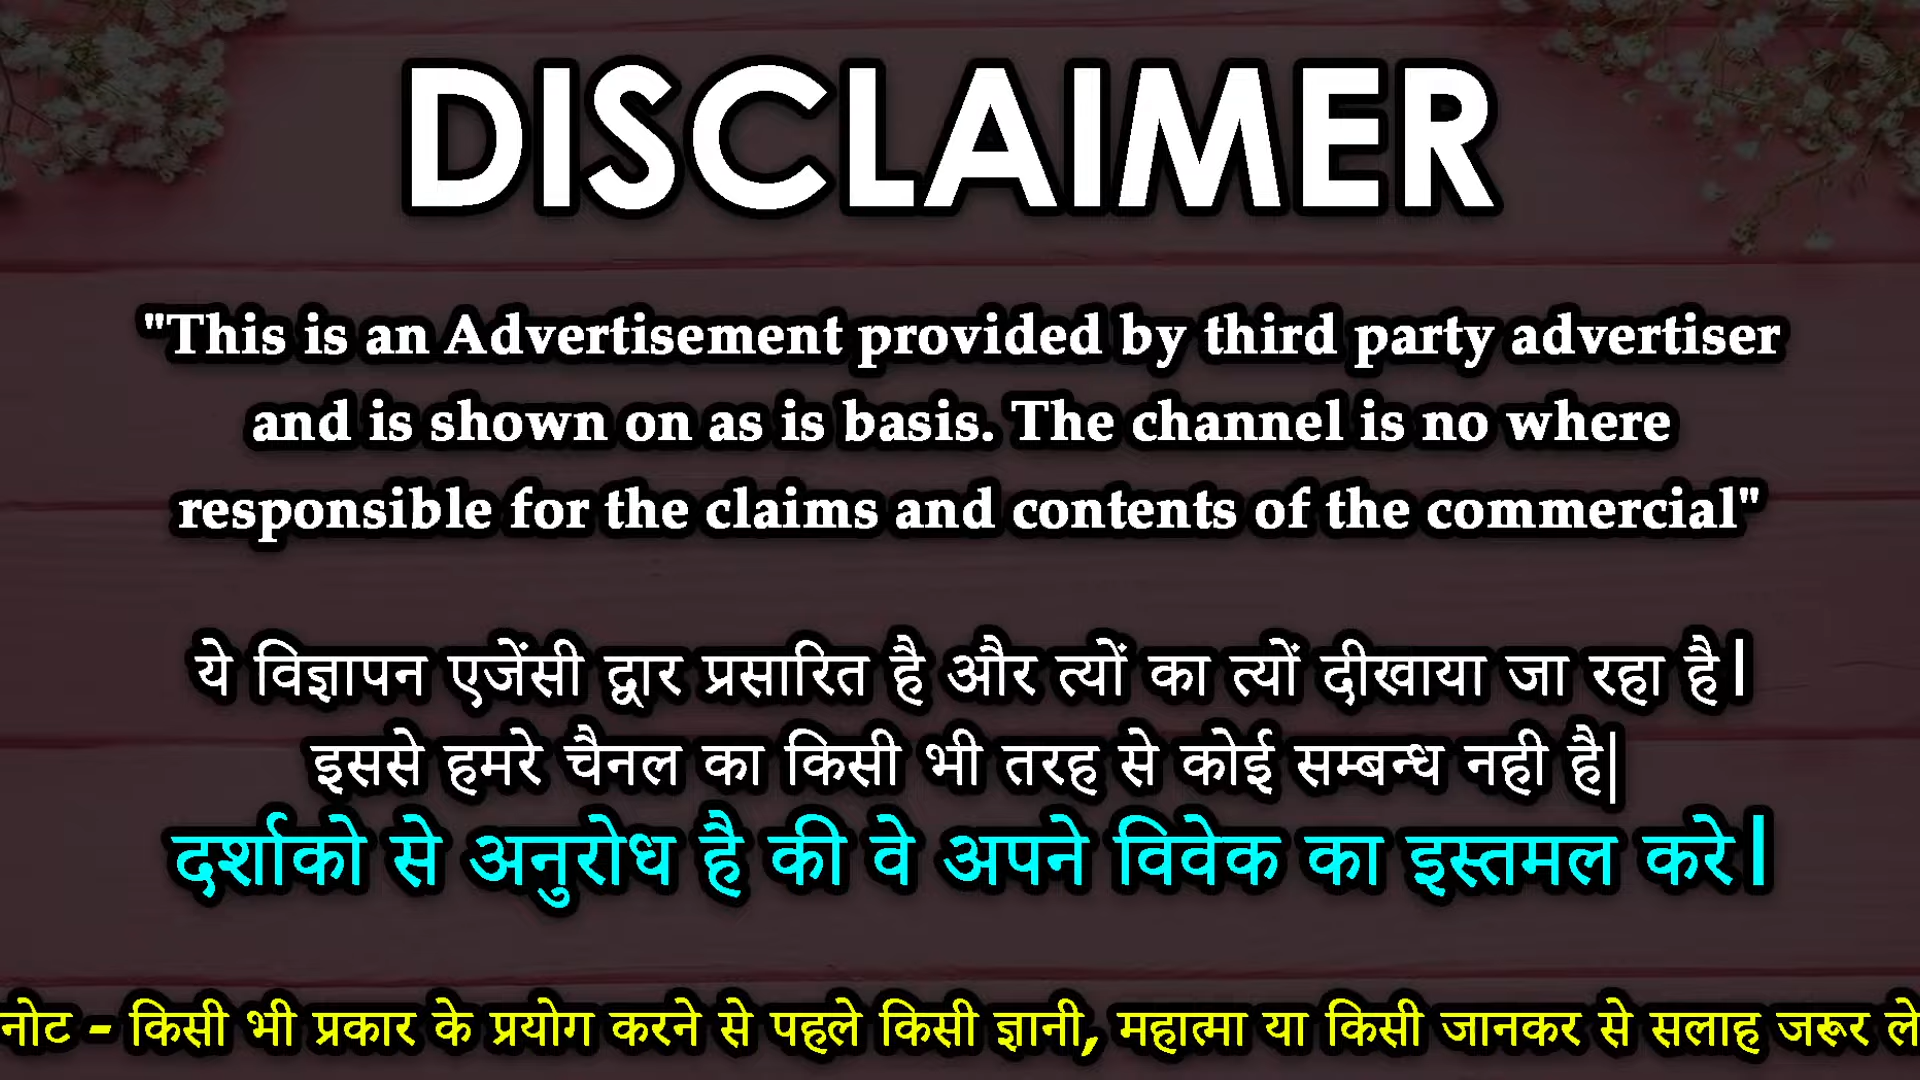 DISCLAIMER
"This is an Advertisement provided by third party advertiser
and is shown on as is basis. The channel is no where
responsible for the claims and contents of the commercial"
ये विज्ञापन एजेंसी द्वार प्रसारित है और त्यों का त्यों दीखाया जा रहा है।
इससे हमरे चैनल का किसी भी तरह से कोई सम्बन्ध नही है|
दर्शाको से अनुरोध है की वे अपने विवेक का इस्तमल करे।
नोट - किसी भी प्रकार के प्रयोग करने से पहले किसी ज्ञानी, महात्मा या किसी जानकर से सलाह जरूर ले